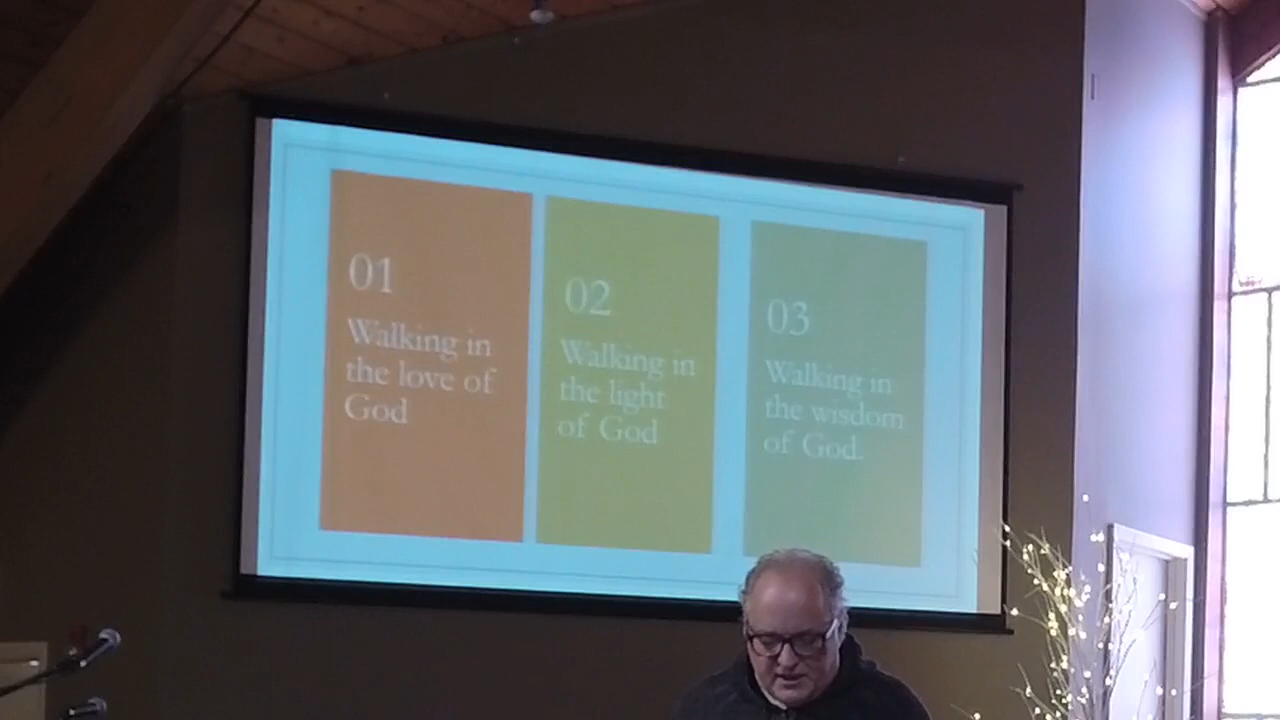 01
Walking in
the love of
God
02
Walking in
the light
of God
03
Walking in
the wisdom
of God.